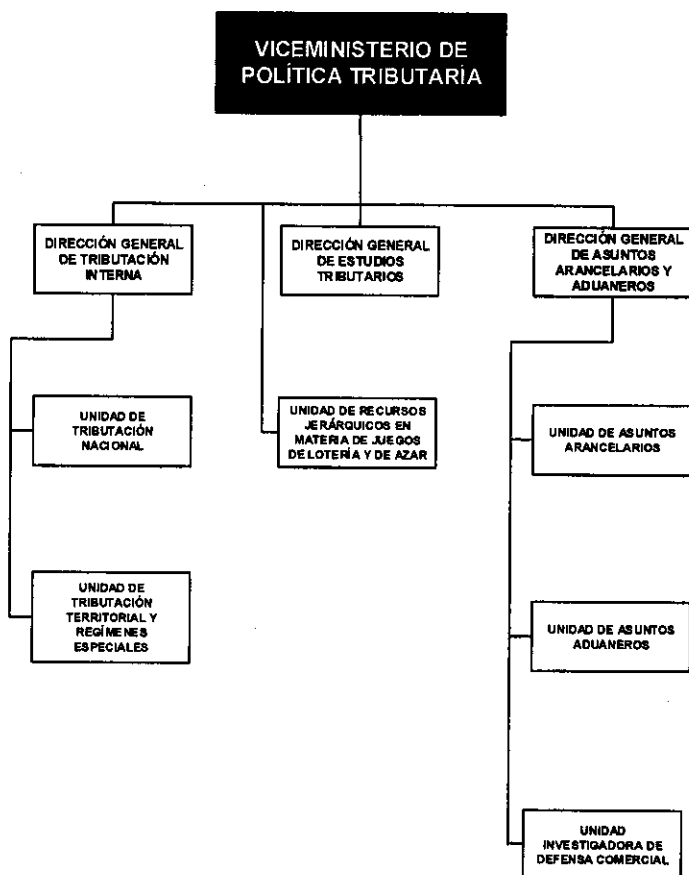 VICEMINISTERIO DE
POLÍTICA TRIBUTARÍA
DIRECCIÓN GENERAL
DE TRIBUTACIÓN
INTERNA
DIRECCIÓN GENERAL
DE ESTUDIOS
TRIBUTARIOS
DIRECCIÓN GENERAL
DE ASUNTOS
ARANCELARIOS Y
ADUANEROS
UNIDAD DE
TRIBUTACIÓN
NACIONAL
UNIDAD DE RECURSOS
JERÁRQUICOS EN
MATERIA DE JUEGOS
DE LOTERÍA Y DE AZAR
UNIDAD DE ASUNTOS
ARANCELARIOS
UNIDAD DE
TRIBUTACIÓN
TERRITORIAL Y
REGÍMENES
ESPECIALES
UNIDAD DE ASUNTOS
ADUANEROS
UNIDAD
INVESTIGADORA DE
DEFENSA COMERCIAL